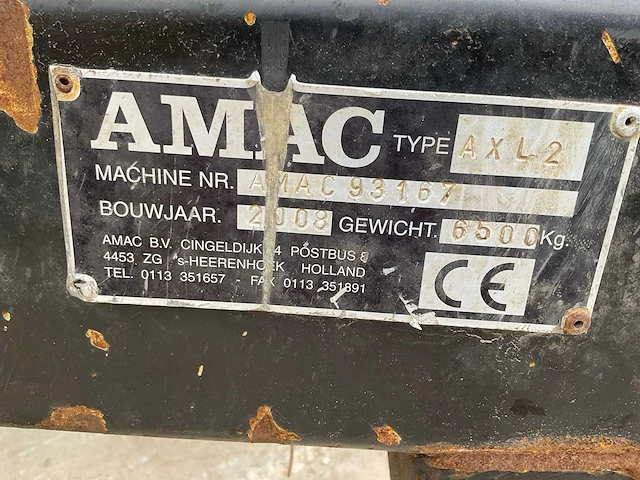 AMAC TYPE AXL2
MACHINE NR. AMAC93167
BOUWJAAR. 2008 GEWICHT. 6500 Kg.
AMAC B.V. CINGELDIJK 4 POSTBUS 8
4453 ZG 's-HEERENHOEK HOLLAND
TEL. 0113 351657 - FAX 0113 351891
CE